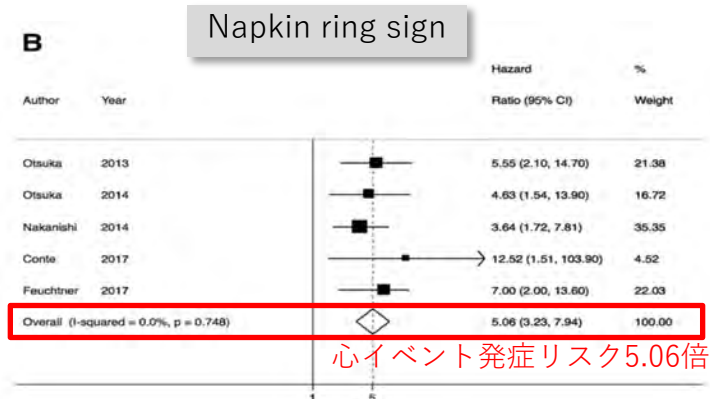 Napkin ring sign
B
Hazard %
Author Year Ratio (95% CI) Weight
Otsuka 2013 5.55 (2.10, 14.70) 21.38
Otsuka 2014 4.63 (1.54, 13.90) 16.72
Nakanishi 2014 3.64 (1.72, 7.81) 35.35
Conte 2017 12.52 (1.51, 103.90) 4.52
Feuchtner 2017 7.00 (2.00, 13.60) 22.03
Overall (I-squared = 0.0%, p = 0.748) 5.06 (3.23, 7.94) 100.00
心イベント発症リスク5.06倍
1 5